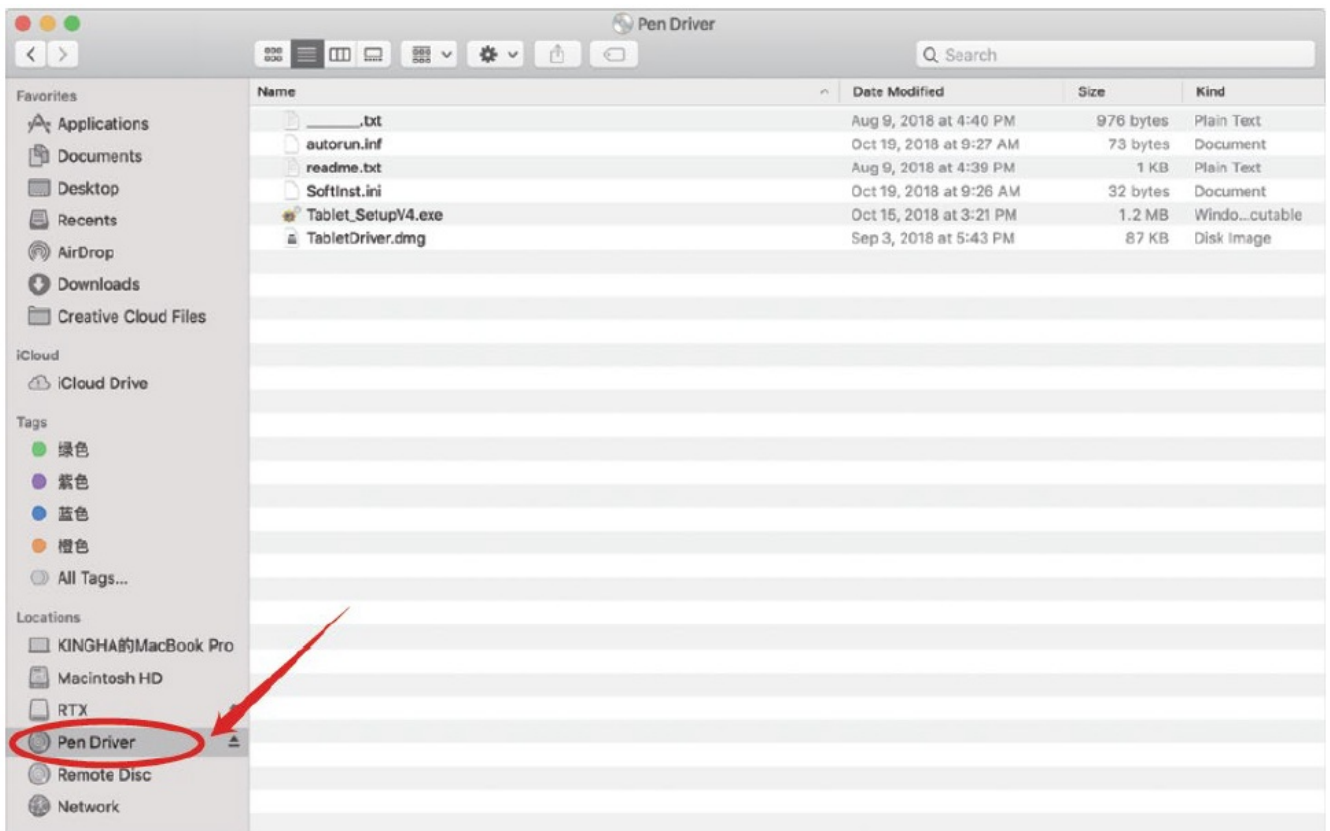 Pen Driver
Search
Favorites
Applications
Documents
Desktop
Recents
AirDrop
Downloads
Creative Cloud Files
iCloud
iCloud Drive
Tags
绿色
紫色
蓝色
橙色
All Tags...
Locations
KINGHA的MacBook Pro
Macintosh HD
RTX
Pen Driver
Remote Disc
Network
Name Date Modified Size Kind
______.txt Aug 9, 2018 at 4:40 PM 976 bytes Plain Text
autorun.inf Oct 19, 2018 at 9:27 AM 73 bytes Document
readme.txt Aug 9, 2018 at 4:39 PM 1 KB Plain Text
SoftInst.ini Oct 19, 2018 at 9:26 AM 32 bytes Document
Tablet_SetupV4.exe Oct 15, 2018 at 3:21 PM 1.2 MB Windo...cutable
TabletDriver.dmg Sep 3, 2018 at 5:43 PM 87 KB Disk Image